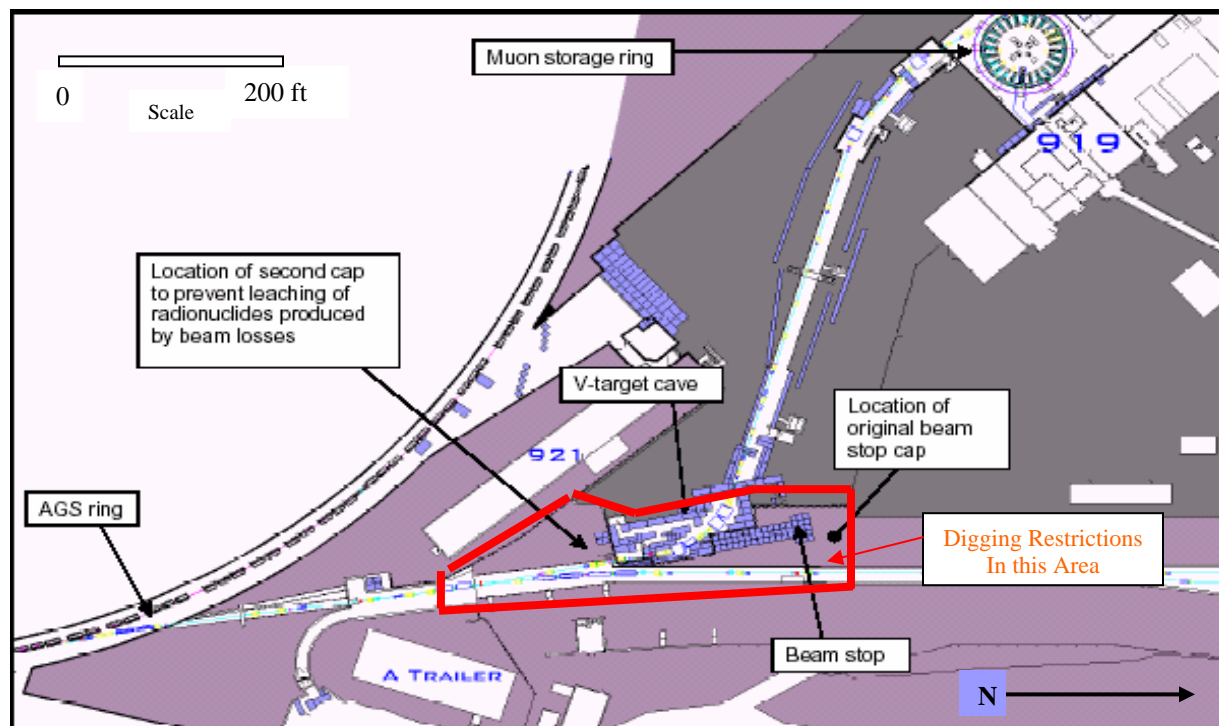 Muon storage ring
0
200 ft
Scale
919
Location of second cap
to prevent leaching of
radionuclides produced
by beam losses
V-target cave
Location of
original beam
stop cap
921
AGS ring
Digging Restrictions
In this Area
Beam stop
A TRAILER
N